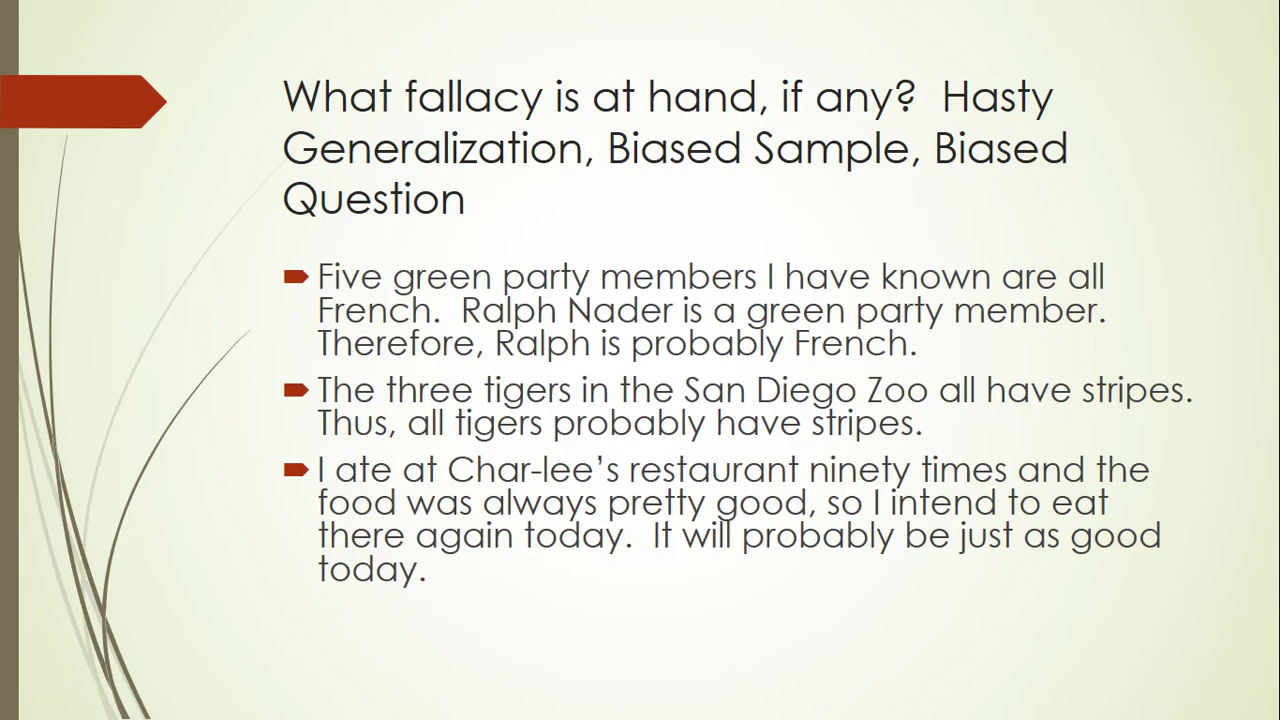 What fallacy is at hand, if any?  Hasty
Generalization, Biased Sample, Biased
Question
Five green party members I have known are all
French.  Ralph Nader is a green party member.
Therefore, Ralph is probably French.
The three tigers in the San Diego Zoo all have stripes.
Thus, all tigers probably have stripes.
I ate at Char-lee’s restaurant ninety times and the
food was always pretty good, so I intend to eat
there again today.  It will probably be just as good
today.